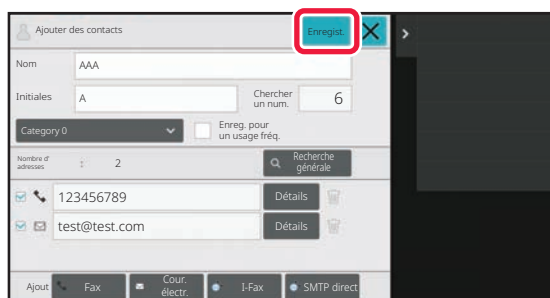 Ajouter des contacts
Enregist.
Nom
AAA
Initiales
A
Chercher
un num.
6
Category 0
Enreg. pour
un usage fréq.
Nombre d'
adresses
:
2
Recherche
générale
123456789
Détails
test@test.com
Détails
Ajout
Fax
Cour.
électr.
I-Fax
SMTP direct